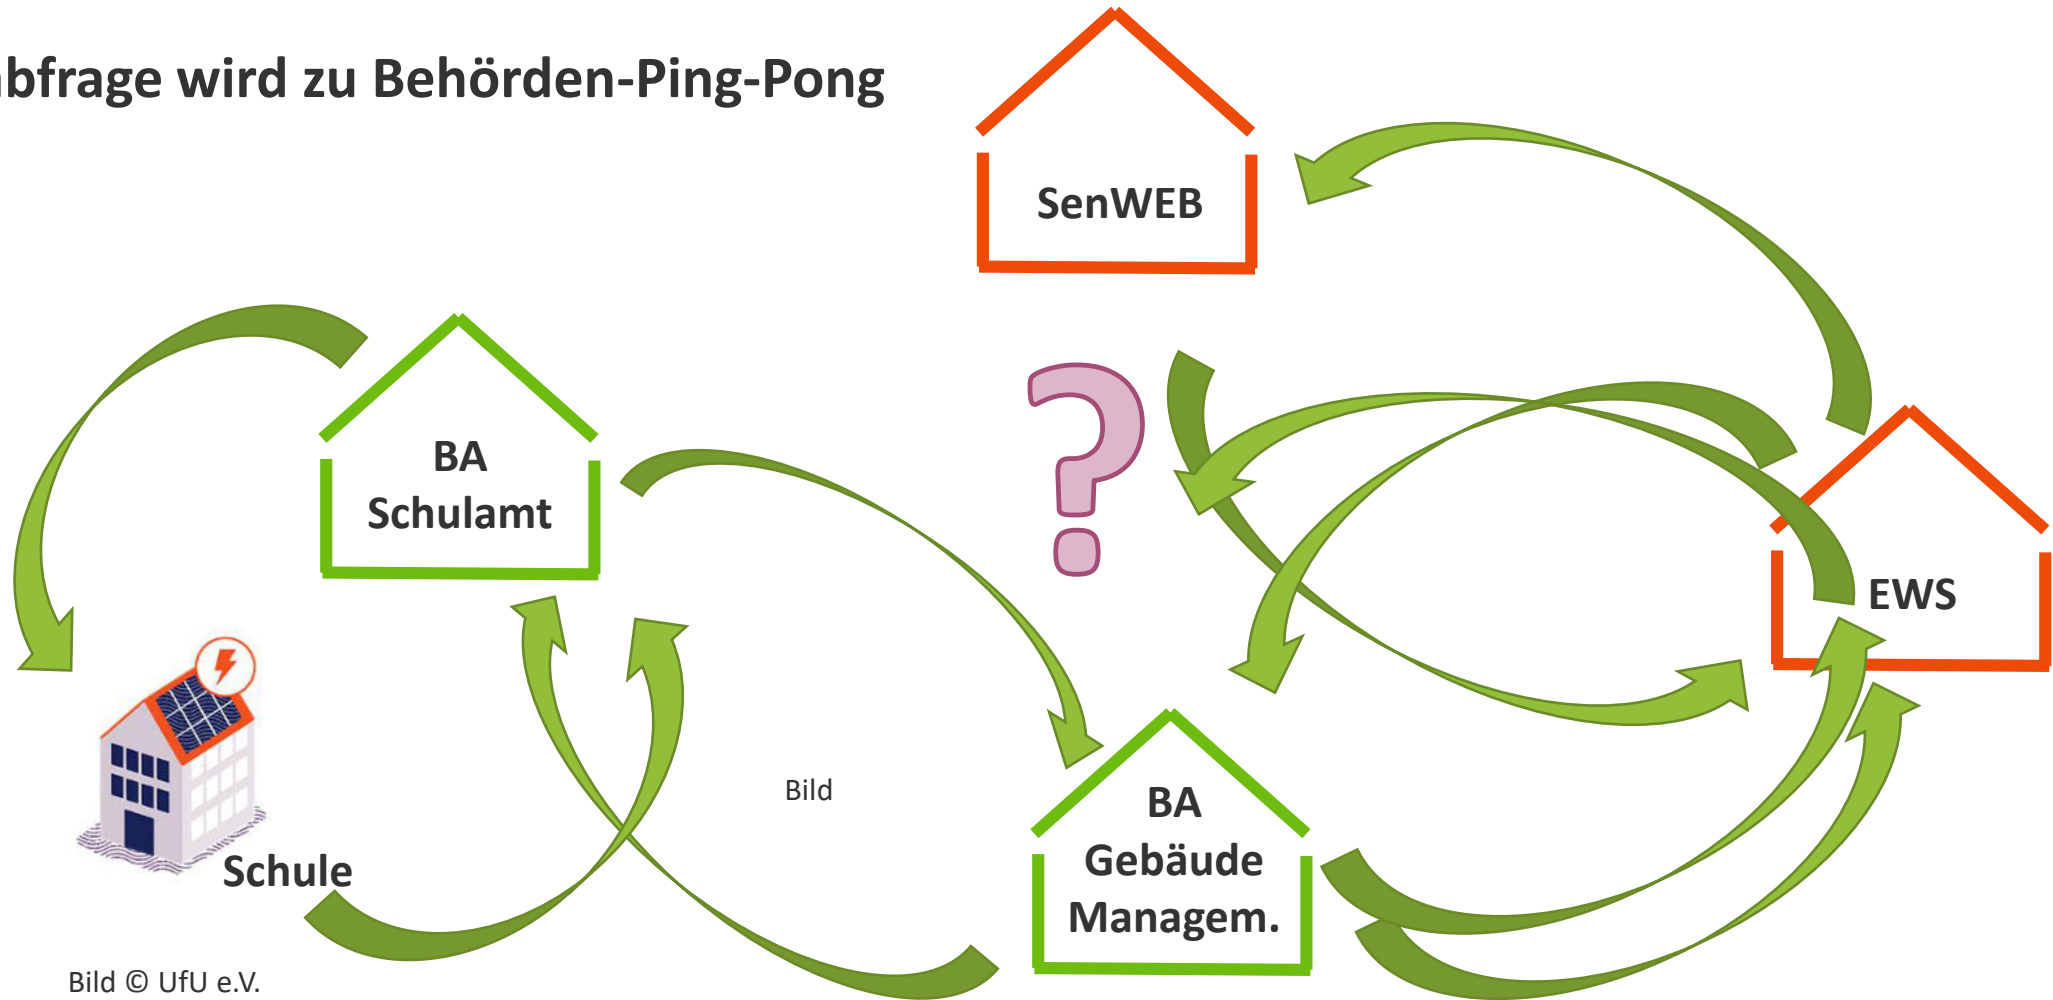 bfrage wird zu Behörden-Ping-Pong
SenWEB
BA
Schulamt
?
EWS
Bild
BA
Gebäude
Managem.
Schule
Bild © UfU e.V.